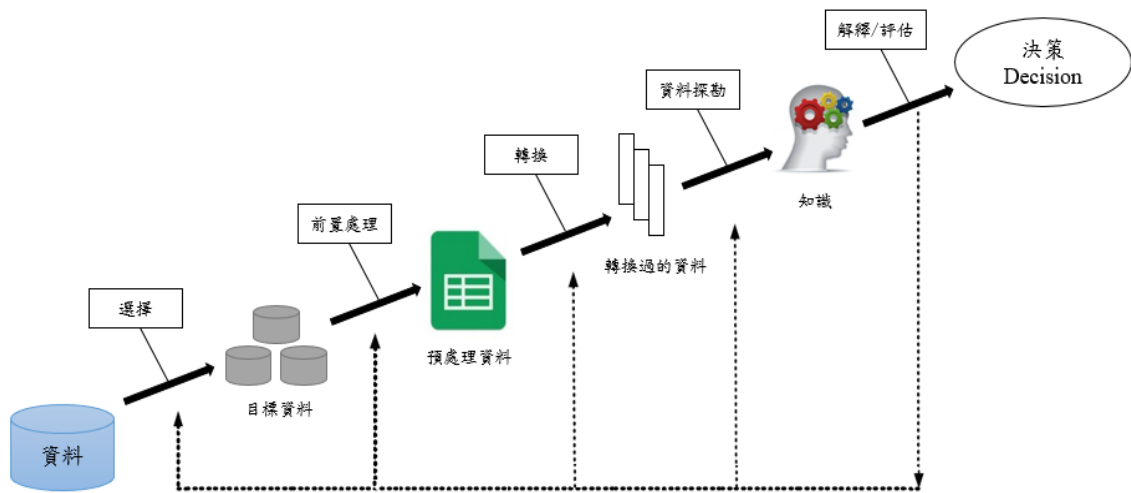 解釋/評估
決策
Decision
資料探勘
轉換
知識
前置處理
轉換過的資料
選擇
預處理資料
目標資料
資料